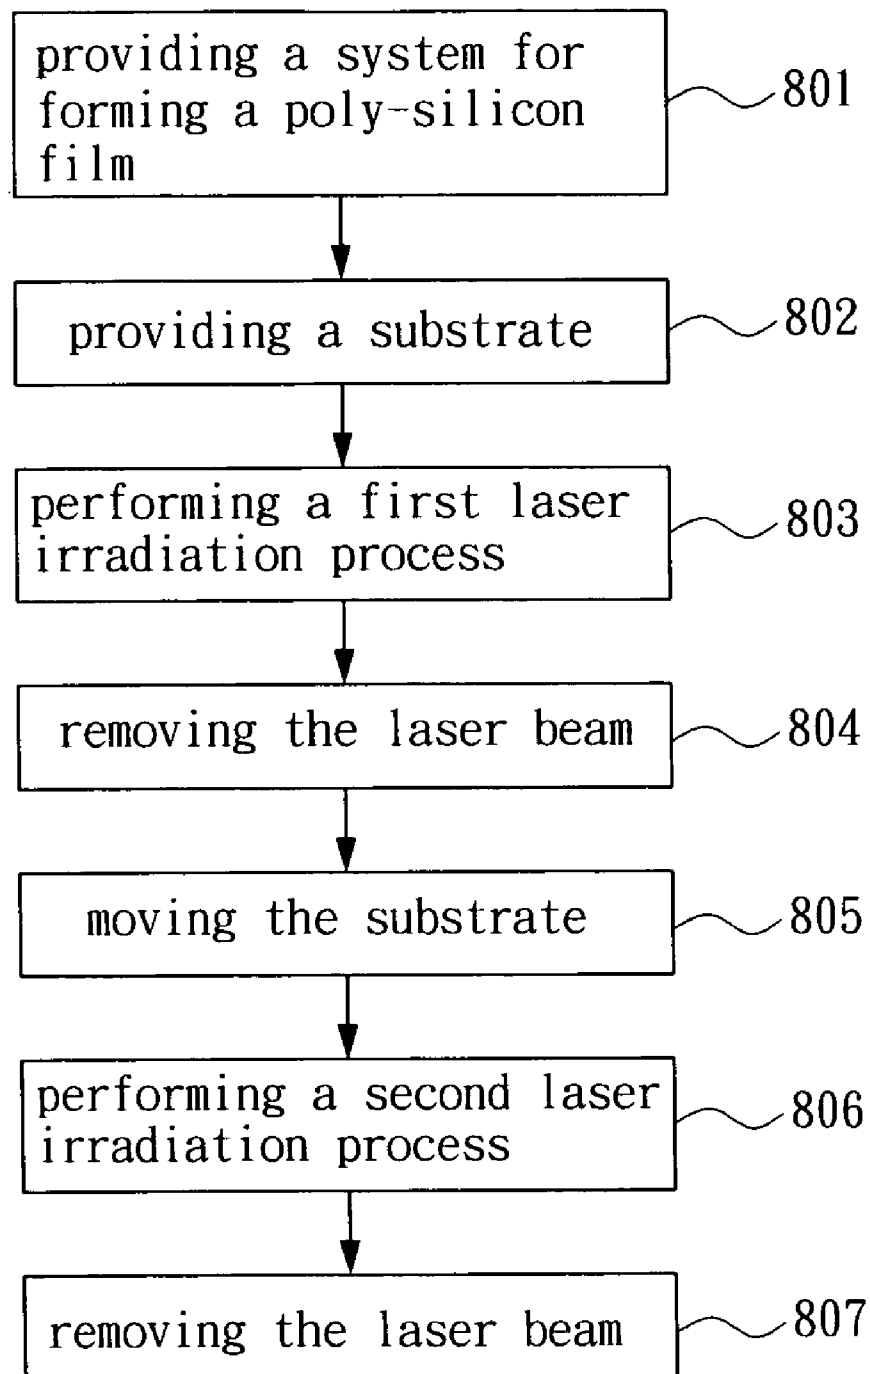 providing a system for
forming a poly-silicon
film
801
providing a substrate
802
performing a first laser
irradiation process
803
removing the laser beam
804
moving the substrate
805
performing a second laser
irradiation process
806
removing the laser beam
807